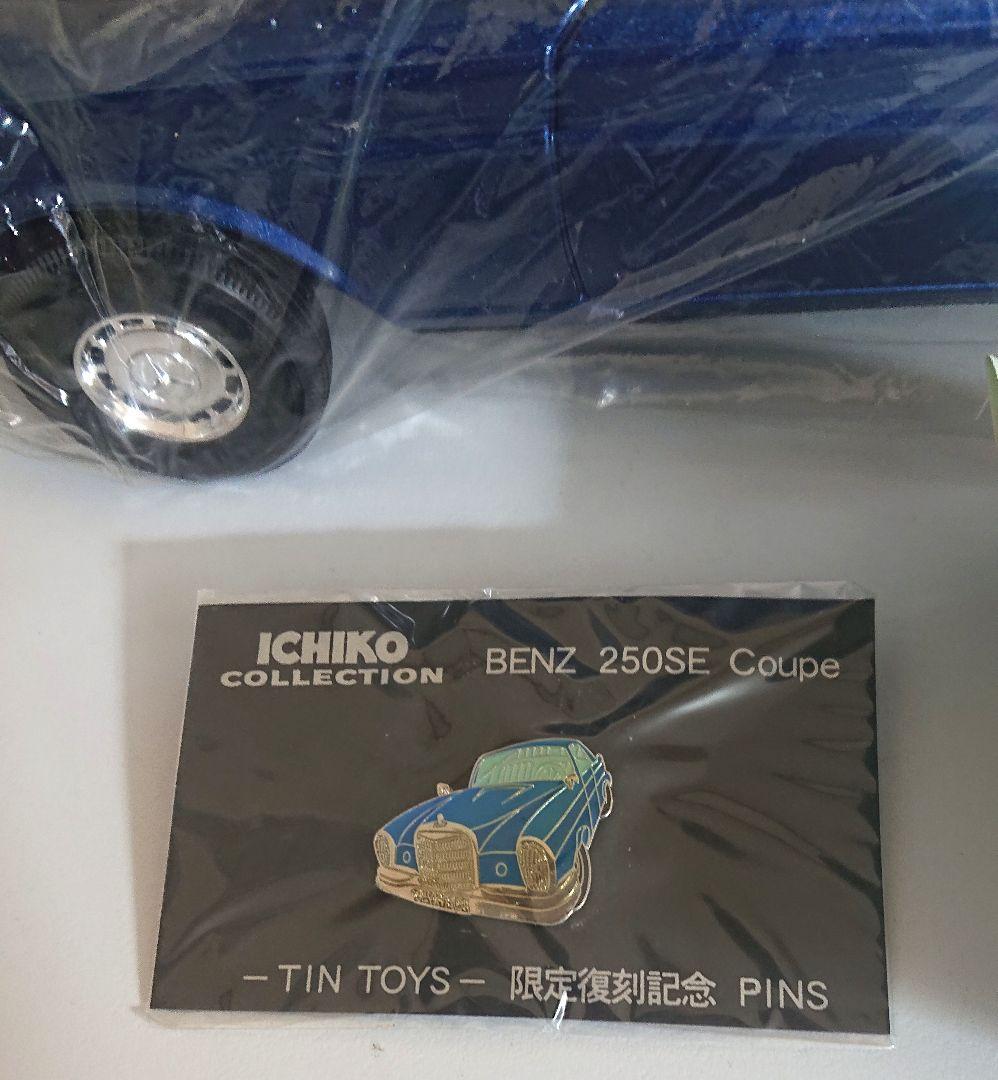 ICHIKO
COLLECTION
BENZ 250SE Coupe
－TIN TOYS－ 限定復刻記念 PINS